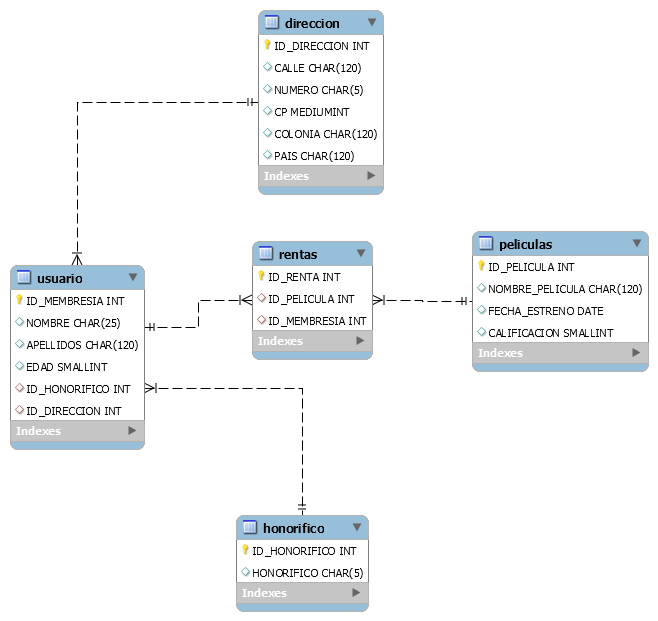 direccion
ID_DIRECCION INT
CALLE CHAR(120)
NUMERO CHAR(5)
CP MEDIUMINT
COLONIA CHAR(120)
PAIS CHAR(120)
Indexes
usuario
ID_MEMBRESIA INT
NOMBRE CHAR(25)
APELLIDOS CHAR(120)
EDAD SMALLINT
ID_HONORIFICO INT
ID_DIRECCION INT
Indexes
rentas
ID_RENTA INT
ID_PELICULA INT
ID_MEMBRESIA INT
Indexes
peliculas
ID_PELICULA INT
NOMBRE_PELICULA CHAR(120)
FECHA_ESTRENO DATE
CALIFICACION SMALLINT
Indexes
honorifico
ID_HONORIFICO INT
HONORIFICO CHAR(5)
Indexes